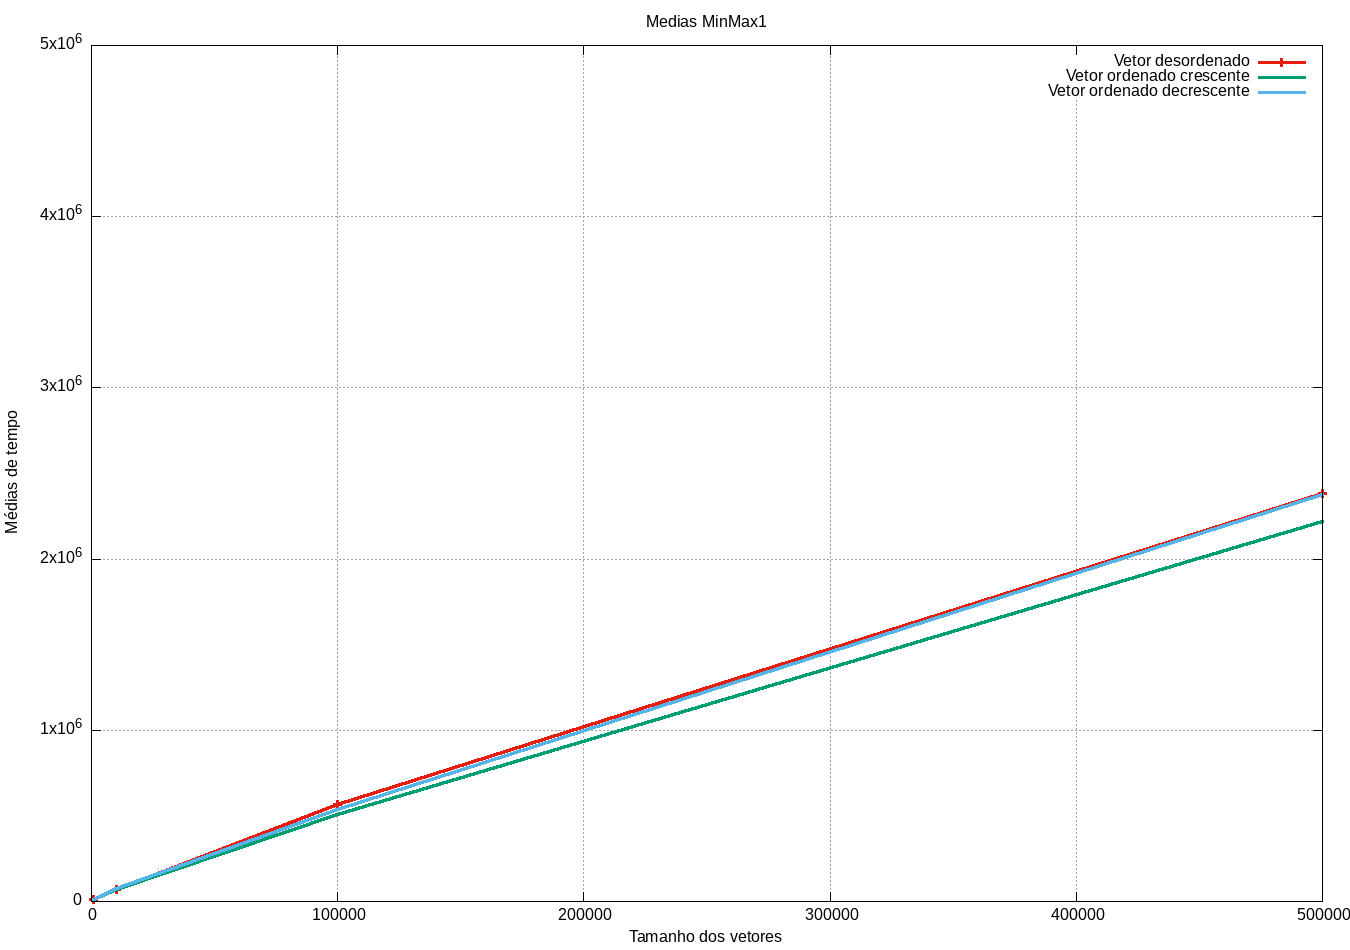 Medias MinMax1
5x10^6
4x10^6
3x10^6
2x10^6
1x10^6
0
Médias de tempo
Vetor desordenado
Vetor ordenado crescente
Vetor ordenado decrescente
0 100000 200000 300000 400000 500000
Tamanho dos vetores